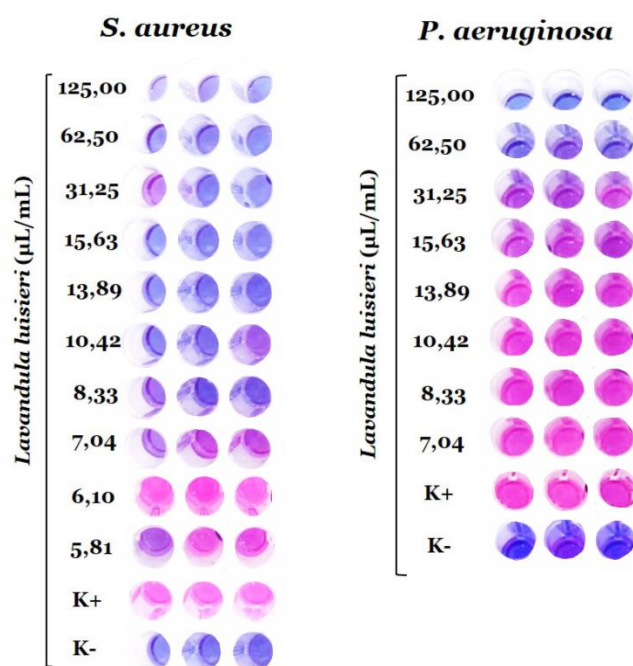 S. aureus
Lavandula luisieri (µL/mL)
125,00
62,50
31,25
15,63
13,89
10,42
8,33
7,04
6,10
5,81
K+
K-
P. aeruginosa
Lavandula luisieri (µL/mL)
125,00
62,50
31,25
15,63
13,89
10,42
8,33
7,04
K+
K-